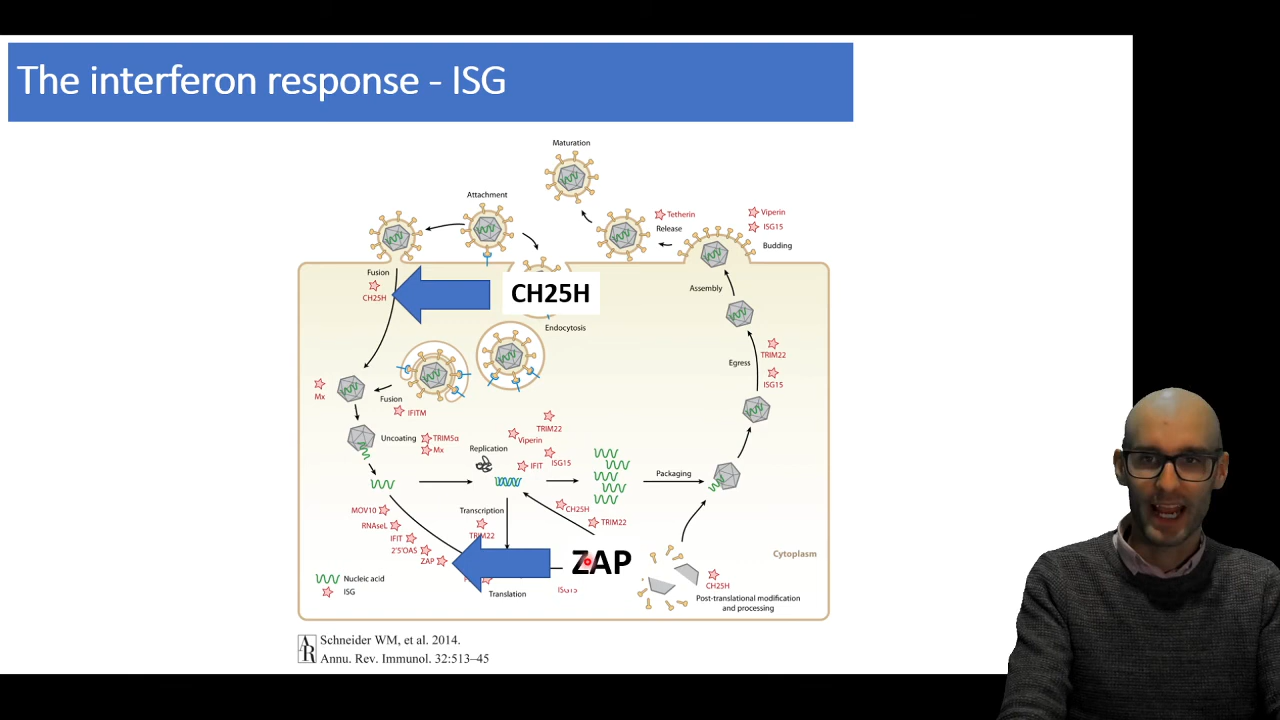 The interferon response - ISG
Maturation
Attachment
Tetherin
Release
Viperin
ISG15
Budding
Fusion
CH25H
CH25H
Endocytosis
Assembly
Egress
TRIM22
ISG15
Mx
Fusion
IFITM
Uncoating
TRIM5α
Mx
Replication
Viperin
TRIM22
IFIT
ISG15
Packaging
MOV10
RNAseL
IFIT
2'5'OAS
ZAP
Transcription
TRIM22
CH25H
TRIM22
ZAP
Translation
ISG15
Cytoplasm
CH25H
Post-translational modification
and processing
Nucleic acid
ISG
AR
Schneider WM, et al. 2014.
Annu. Rev. Immunol. 32:513–45